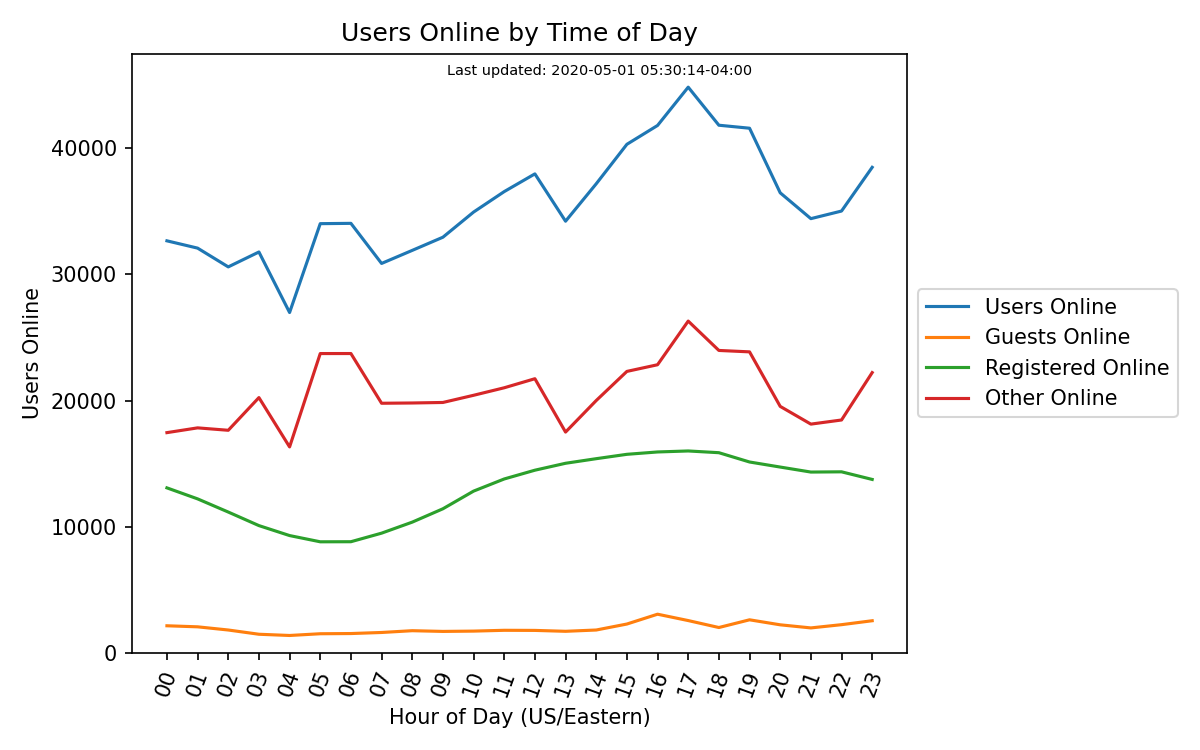 Users Online by Time of Day
Last updated: 2020-05-01 05:30:14-04:00
Users Online
40000
30000
20000
10000
0
00 01 02 03 04 05 06 07 08 09 10 11 12 13 14 15 16 17 18 19 20 21 22 23
Hour of Day (US/Eastern)
Users Online
Guests Online
Registered Online
Other Online